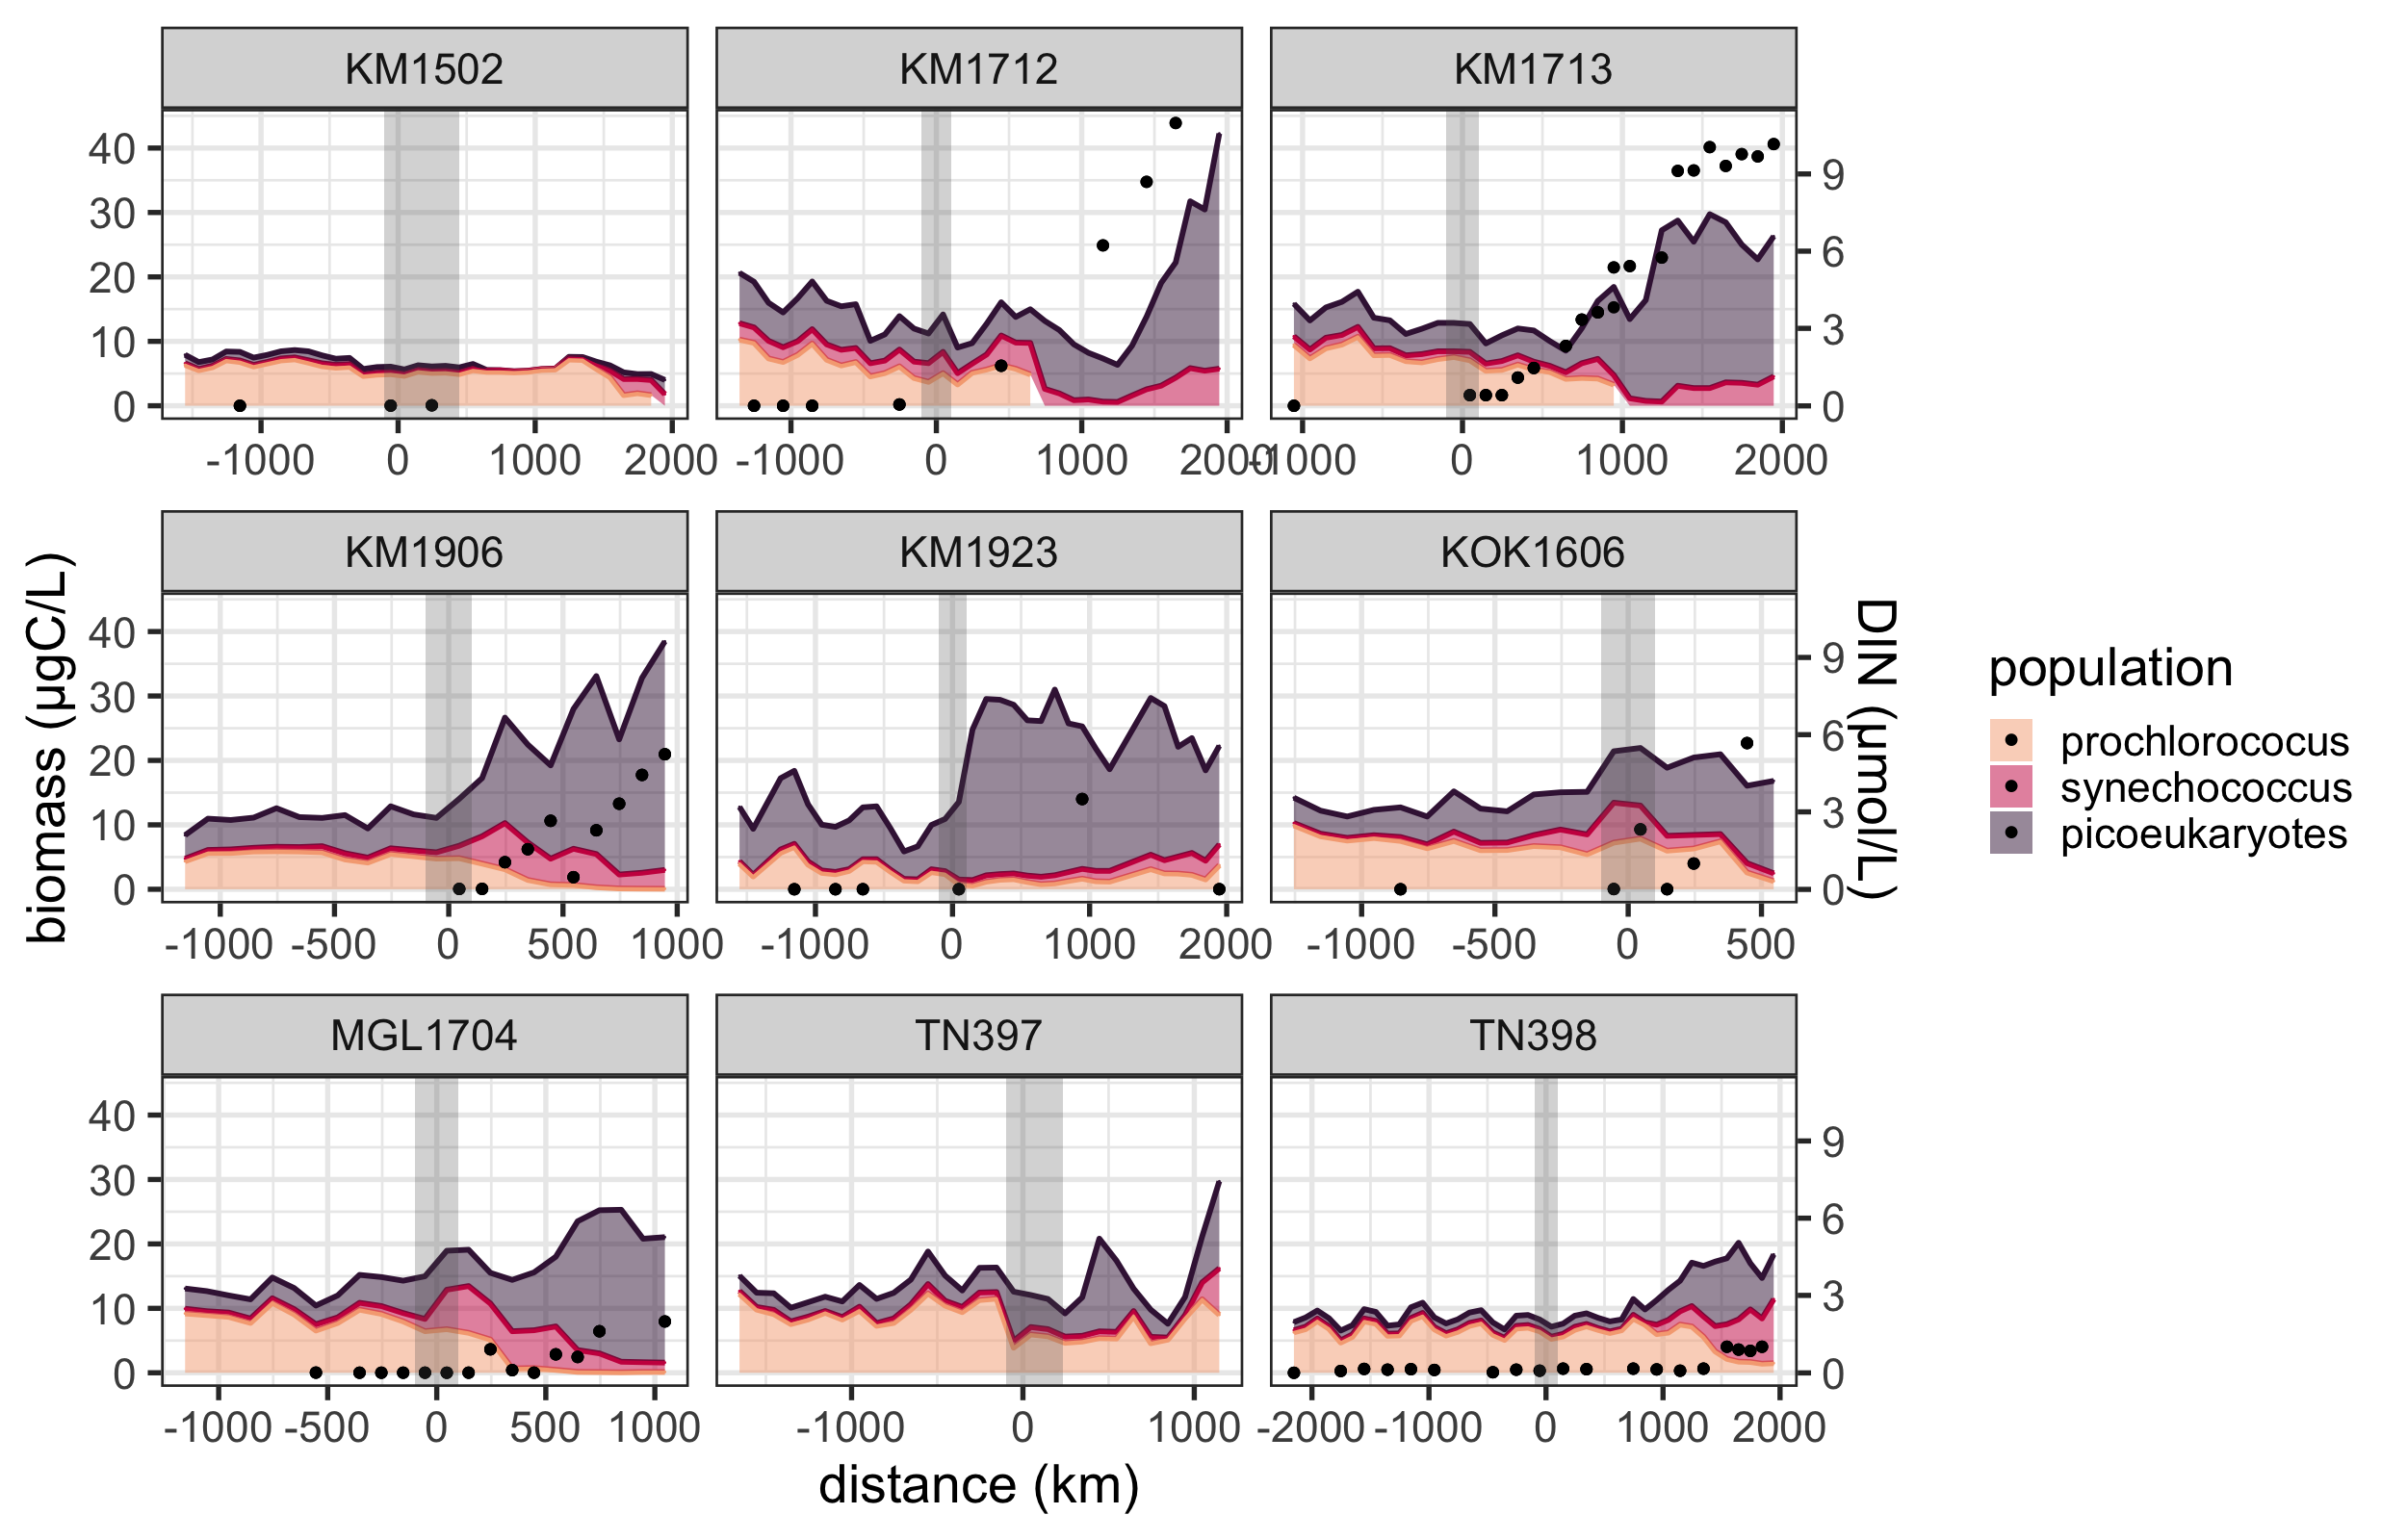 KM1502 KM1712 KM1713
40
30
20
10
0
9
6
3
0
-1000 0 1000 2000 -1000 0 1000 2000 -1000 0 1000 2000
KM1906 KM1923 KOK1606
40
30
20
10
0
9
6
3
0
-1000 -500 0 500 1000 -1000 0 1000 2000 -1000 -500 0 500
MGL1704 TN397 TN398
40
30
20
10
0
9
6
3
0
-1000 -500 0 500 1000 -1000 0 1000 -2000 -1000 0 1000 2000
distance (km)
biomass (µgC/L)
DIN (µmol/L)
population
prochlorococus
synechococcus
picoeukaryotes